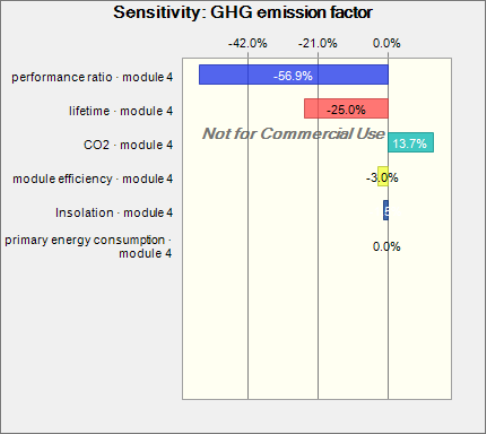 Sensitivity: GHG emission factor
-42.0% -21.0% 0.0%
performance ratio · module 4 -56.9%
lifetime · module 4 -25.0%
Not for Commercial Use
CO2 · module 4 13.7%
module efficiency · module 4 -3.0%
Insolation · module 4
primary energy consumption ·
module 4 0.0%